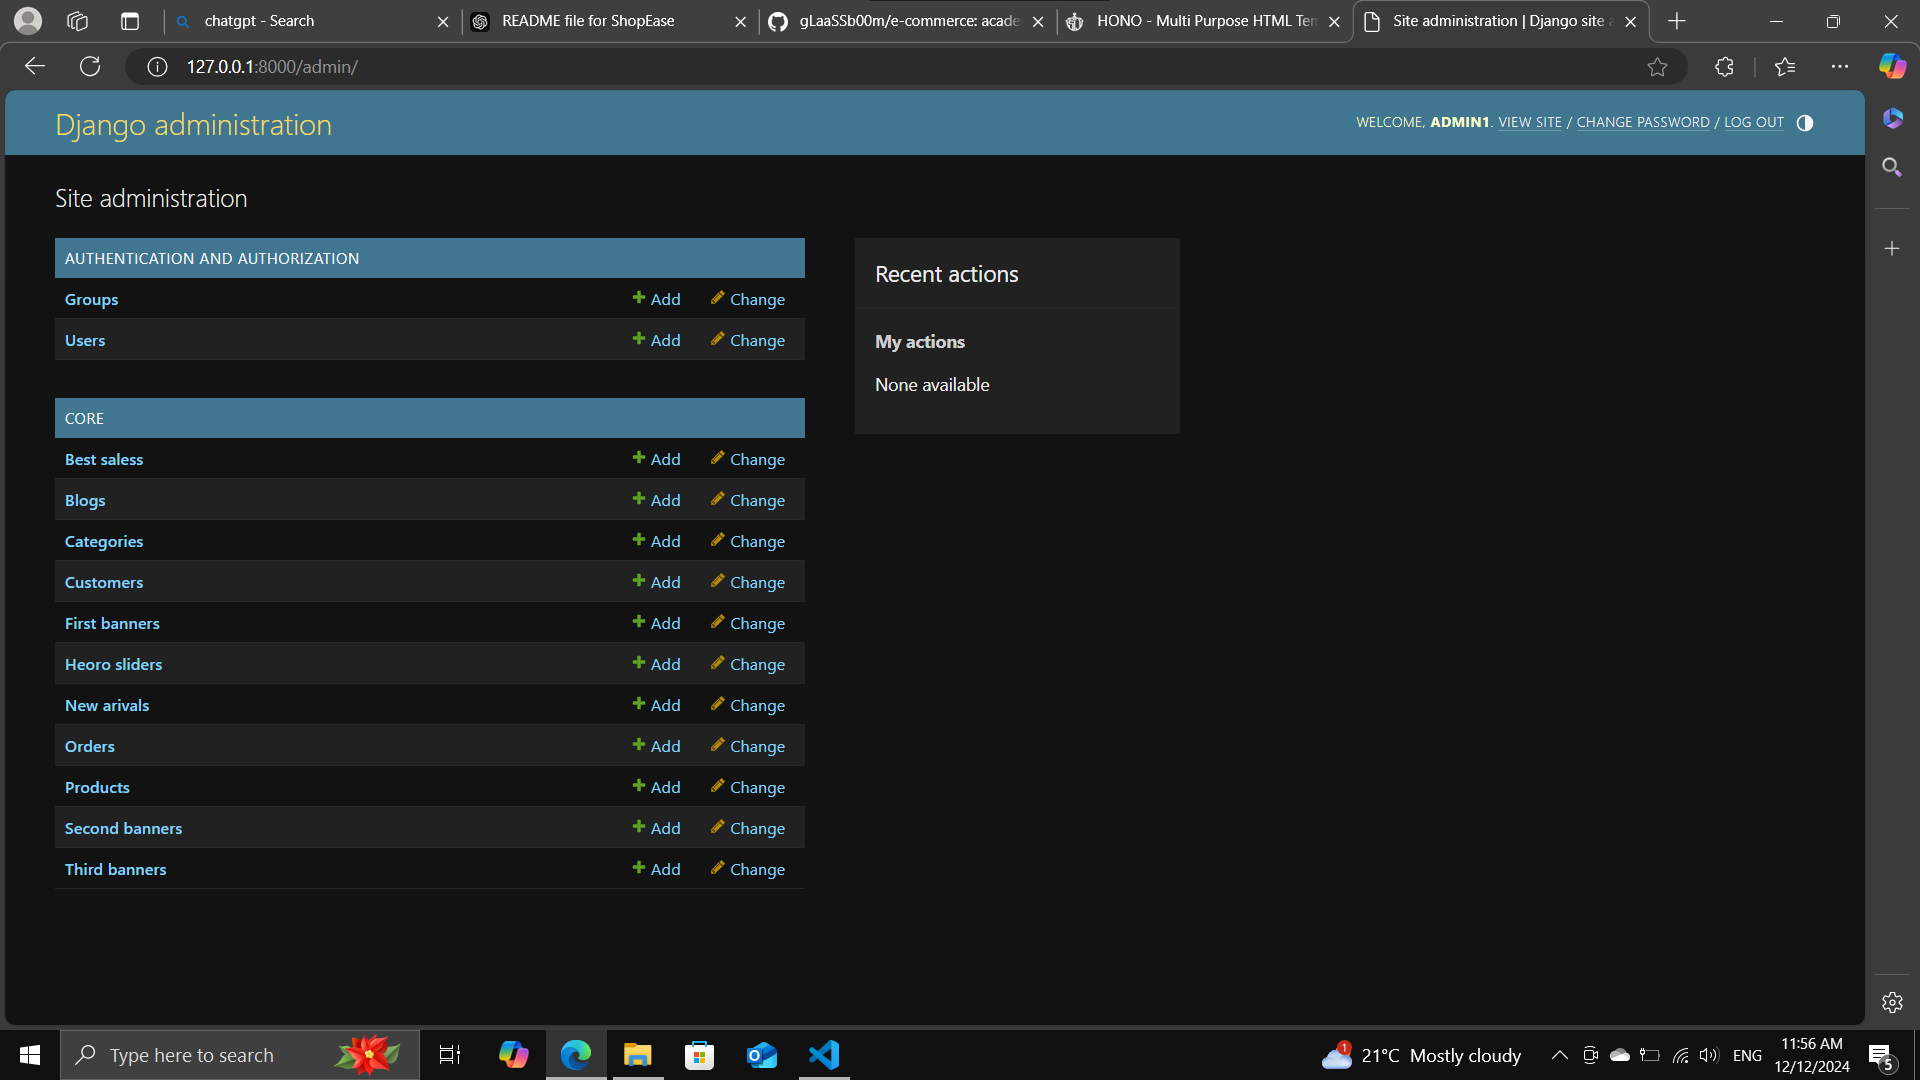 chatgpt - Search
README file for ShopEase
gLaaSSb00m/e-commerce: acade
HONO - Multi Purpose HTML Ten
Site administration | Django site a
127.0.0.1:8000/admin/
Django administration
WELCOME, ADMIN1. VIEW SITE / CHANGE PASSWORD / LOG OUT
Site administration
AUTHENTICATION AND AUTHORIZATION
Groups Add Change
Users Add Change
CORE
Best saless Add Change
Blogs Add Change
Categories Add Change
Customers Add Change
First banners Add Change
Heoro sliders Add Change
New arivals Add Change
Orders Add Change
Products Add Change
Second banners Add Change
Third banners Add Change
Recent actions
My actions
None available
Type here to search
1
21°C Mostly cloudy
ENG
11:56 AM
12/12/2024
5